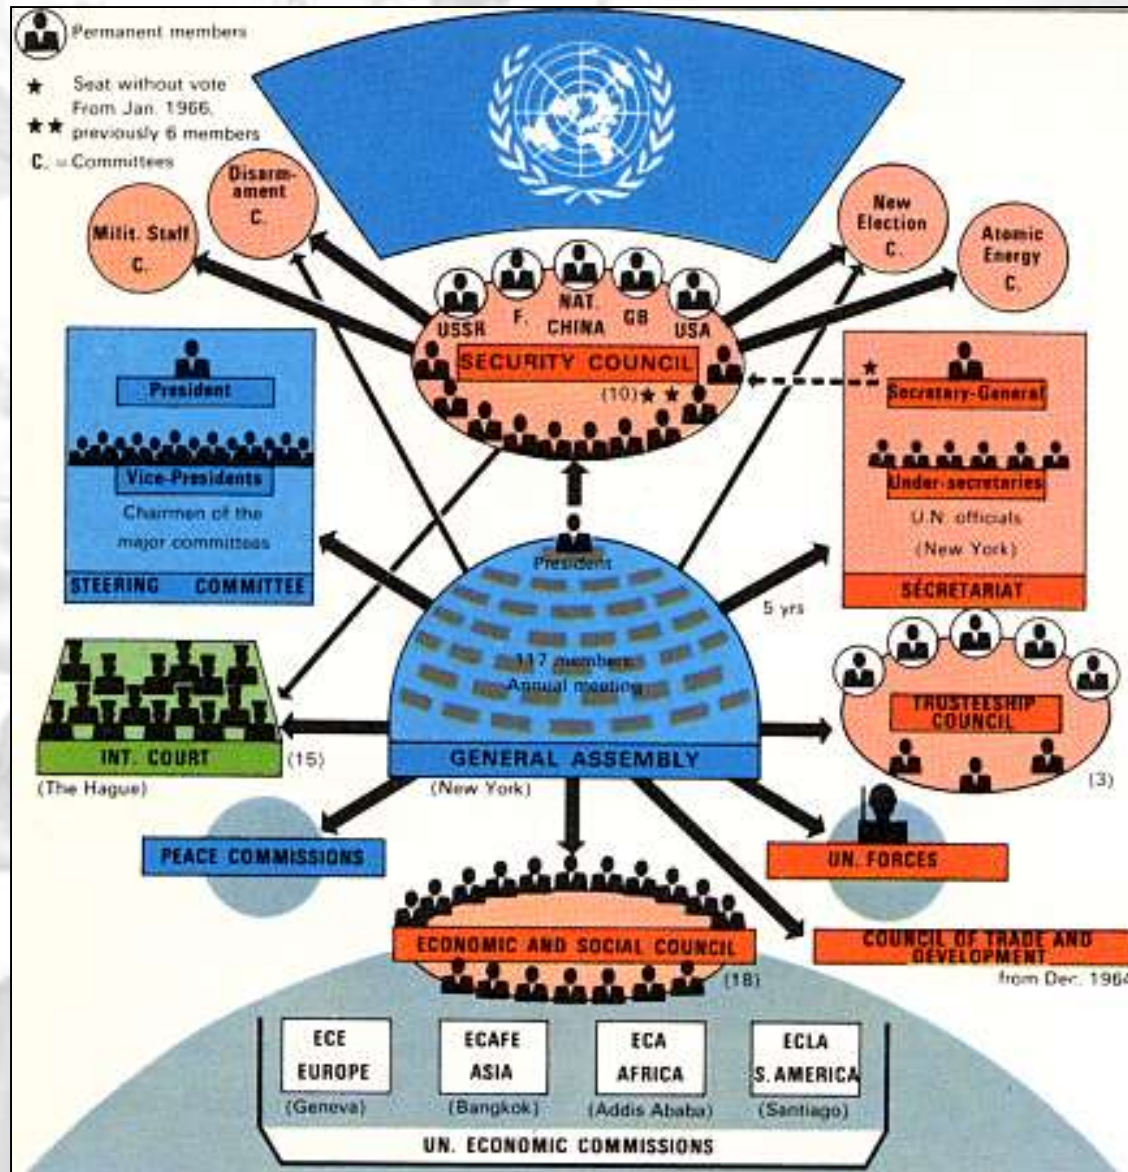 Permanent members
★ Seat without vote
From Jan. 1966,
★★ previously 6 members
C. = Committees
Disarm-
ament
C.
Milit. Staff
C.
New
Election
C.
Atomic
Energy
C.
USSR
F.
NAT.
CHINA
GB
USA
SECURITY COUNCIL
(10)★ ★
President
Vice-Presidents
Chairmen of the
major committees
STEERING COMMITTEE
★
Secretary-General
Under-secretaries
U.N. officials
(New York)
SECRETARIAT
President
117 members
Annual meeting
GENERAL ASSEMBLY
(New York)
5 yrs
INT. COURT
(15)
(The Hague)
TRUSTEESHIP
COUNCIL
(3)
PEACE COMMISSIONS
UN. FORCES
ECONOMIC AND SOCIAL COUNCIL
(18)
COUNCIL OF TRADE AND
DEVELOPMENT
from Dec. 1964
ECE
EUROPE
(Geneva)
ECAFE
ASIA
(Bangkok)
ECA
AFRICA
(Addis Ababa)
ECLA
S. AMERICA
(Santiago)
UN. ECONOMIC COMMISSIONS